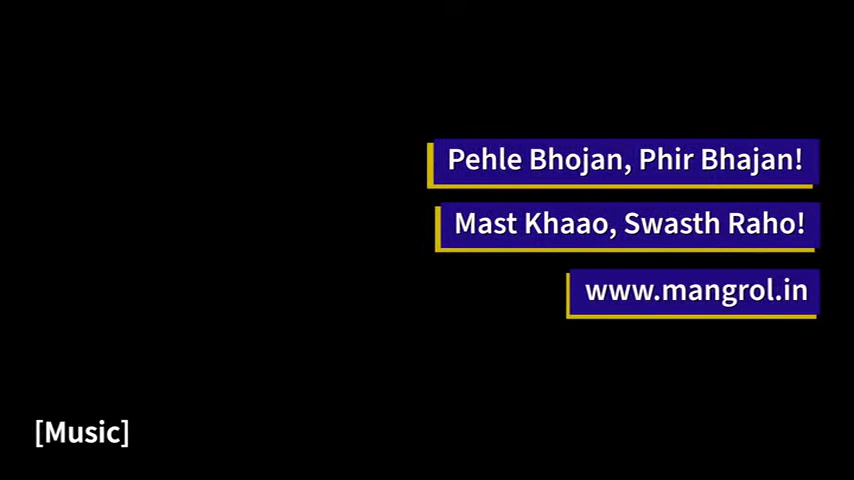 Pehle Bhojan, Phir Bhajan!
Mast Khaao, Swasth Raho!
www.mangrol.in
[Music]